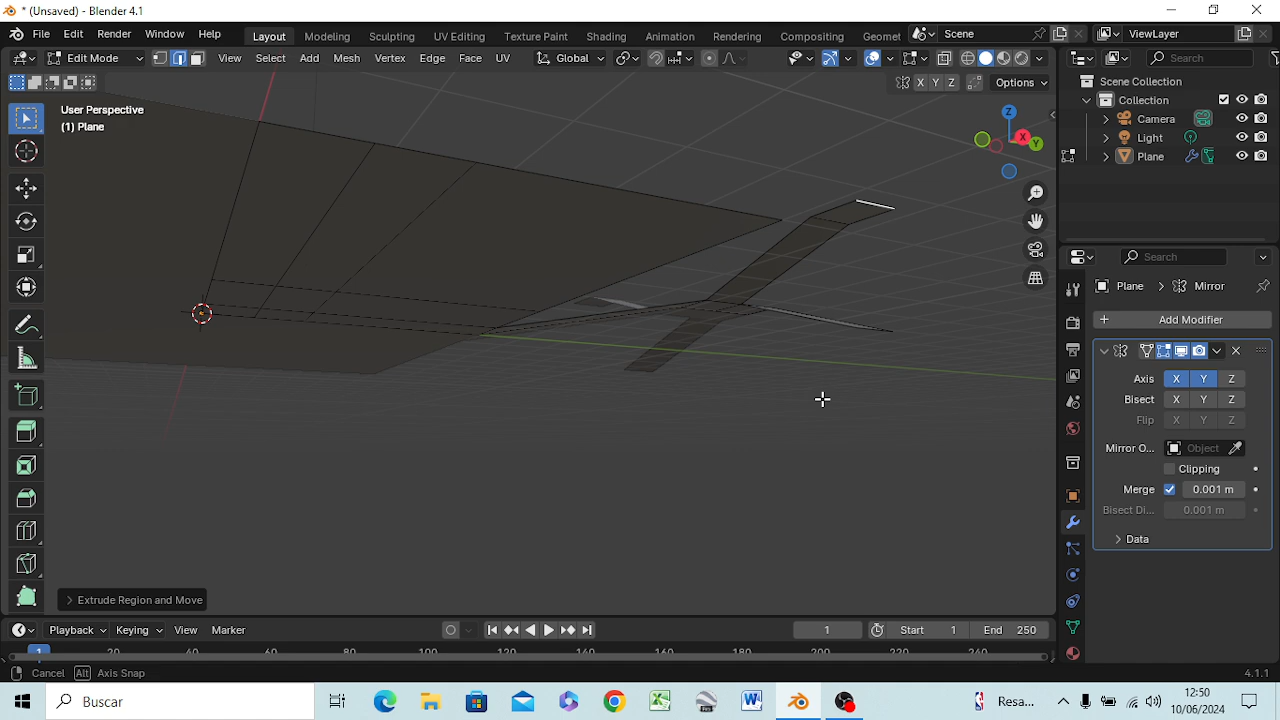 * (Unsaved) - Blender 4.1
File Edit Render Window Help Layout Modeling Sculpting UV Editing Texture Paint Shading Animation Rendering Compositing Geomet Scene ViewLayer
Edit Mode View Select Add Mesh Vertex Edge Face UV Global Search
X Y Z Options
User Perspective
(1) Plane
Z
X
Y
Scene Collection
Collection
Camera
Light
Plane
Search
Plane > Mirror
+ Add Modifier
Axis X Y Z
Bisect X Y Z
Flip X Y Z
Mirror O... Object
Clipping
Merge 0.001 m
Bisect Di... 0.001 m
> Data
> Extrude Region and Move
Playback Keying View Marker 1 Start 1 End 250
1 20 40 60 80 100 120 140 160 180 200 220 240
Cancel Alt Axis Snap 4.1.1
Buscar Resa...
12:50
10/06/2024